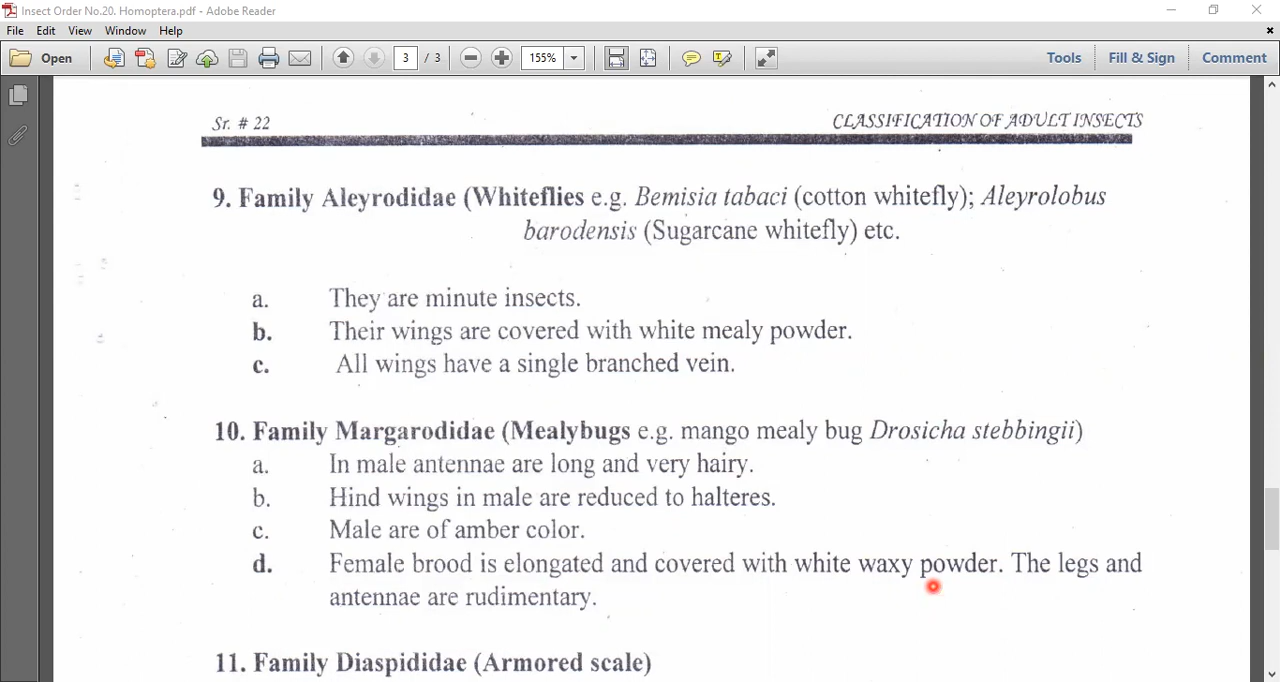 Insect Order No.20. Homoptera.pdf - Adobe Reader
File Edit View Window Help
Open 3 / 3 155% Tools Fill & Sign Comment
Sr. # 22 CLASSIFICATION OF ADULT INSECTS
9. Family Aleyrodidae (Whiteflies e.g. Bemisia tabaci (cotton whitefly); Aleyrolobus
barodensis (Sugarcane whitefly) etc.
a. They are minute insects.
b. Their wings are covered with white mealy powder.
c. All wings have a single branched vein.
10. Family Margarodidae (Mealybugs e.g. mango mealy bug Drosicha stebbingii)
a. In male antennae are long and very hairy.
b. Hind wings in male are reduced to halteres.
c. Male are of amber color.
d. Female brood is elongated and covered with white waxy powder. The legs and
antennae are rudimentary.
11. Family Diaspididae (Armored scale)